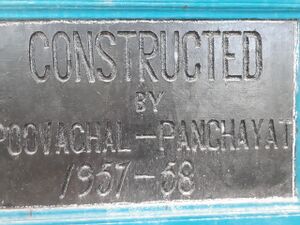 CONSTRUCTED
BY
POOVACHAL-PANCHAYAT
1957-58